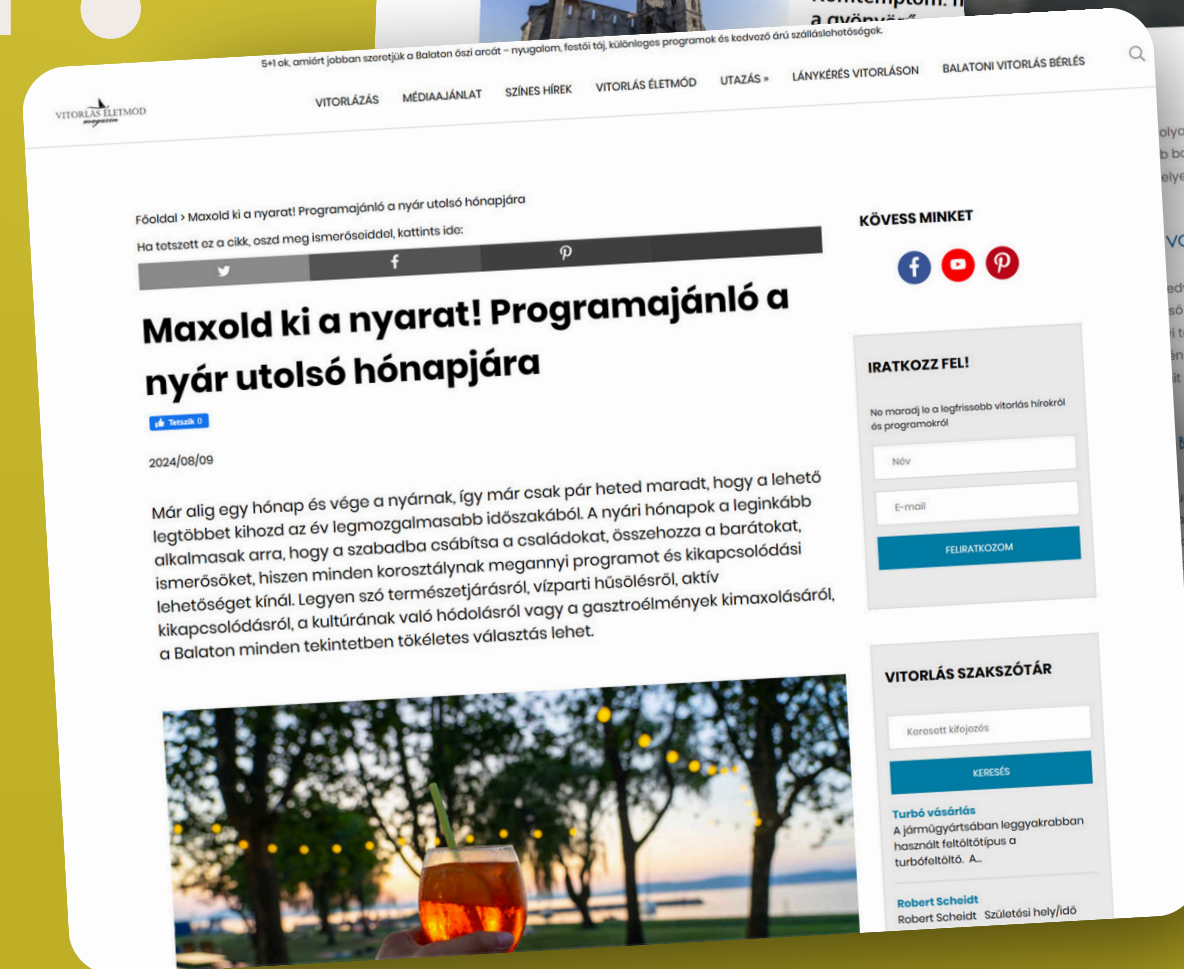 a gyönyörű
5+1 ok, amiért jobban szeretjük a Balaton őszi arcát – nyugalom, festői táj, különleges programok és kedvező árú szálláslehetőségek.
VITORLÁS ÉLETMÓD
magazin
VITORLÁZÁS MÉDIAAJÁNLAT SZÍNES HÍREK VITORLÁS ÉLETMÓD UTAZÁS » LÁNYKÉRÉS VITORLÁSON BALATONI VITORLÁS BÉRLÉS
Főoldal > Maxold ki a nyarat! Programajánló a nyár utolsó hónapjára
Ha tetszett ez a cikk, oszd meg ismerőseiddel, kattints ide:
Maxold ki a nyarat! Programajánló a
nyár utolsó hónapjára
Tetszik 0
2024/08/09
Már alig egy hónap és vége a nyárnak, így már csak pár heted maradt, hogy a lehető
legtöbbet kihozd az év legmozgalmasabb időszakából. A nyári hónapok a leginkább
alkalmasak arra, hogy a szabadba csábítsa a családokat, összehozza a barátokat,
ismerősöket, hiszen minden korosztálynak megannyi programot és kikapcsolódási
lehetőséget kínál. Legyen szó természetjárásról, vízparti hűsölésről, aktív
kikapcsolódásról, a kultúrának való hódolásról vagy a gasztroélmények kimaxolásáról,
a Balaton minden tekintetben tökéletes választás lehet.
KÖVESS MINKET
IRATKOZZ FEL!
Ne maradj le a legfrissebb vitorlás hírekről
és programokról
Név
E-mail
FELIRATKOZOM
VITORLÁS SZAKSZÓTÁR
Keresett kifejezés
KERESÉS
Turbó vásárlás
A járműgyártsában leggyakrabban
használt feltöltőtípus a
turbófeltöltő. A...
Robert Scheidt
Robert Scheidt Születési hely/idő